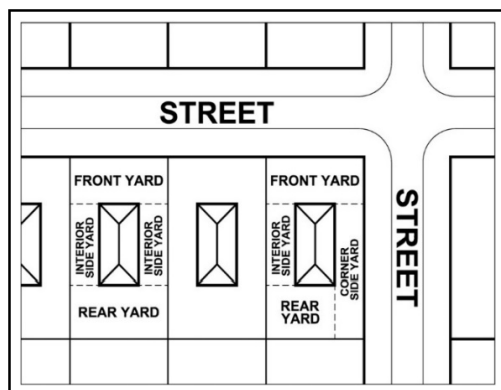 STREET
FRONT YARD
FRONT YARD
STREET
INTERIOR
SIDE YARD
INTERIOR
SIDE YARD
INTERIOR
SIDE YARD
CORNER
SIDE YARD
REAR YARD
REAR
YARD